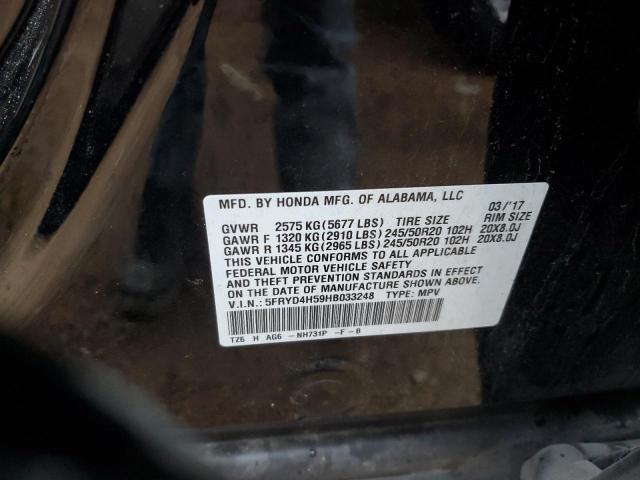 MFD. BY HONDA MFG. OF ALABAMA, LLC 03/'17
GVWR 2575 KG(5677 LBS) TIRE SIZE RIM SIZE
GAWR F 1320 KG(2910 LBS) 245/50R20 102H 20X8.0J
GAWR R 1345 KG(2965 LBS) 245/50R20 102H 20X8.0J
THIS VEHICLE CONFORMS TO ALL APPLICABLE
FEDERAL MOTOR VEHICLE SAFETY
AND THEFT PREVENTION STANDARDS IN EFFECT
ON THE DATE OF MANUFACTURE SHOWN ABOVE.
V.I.N.: 5FRYD4H59HB033248 TYPE: MPV
TZ6 H AG6 -NH731P -F-B